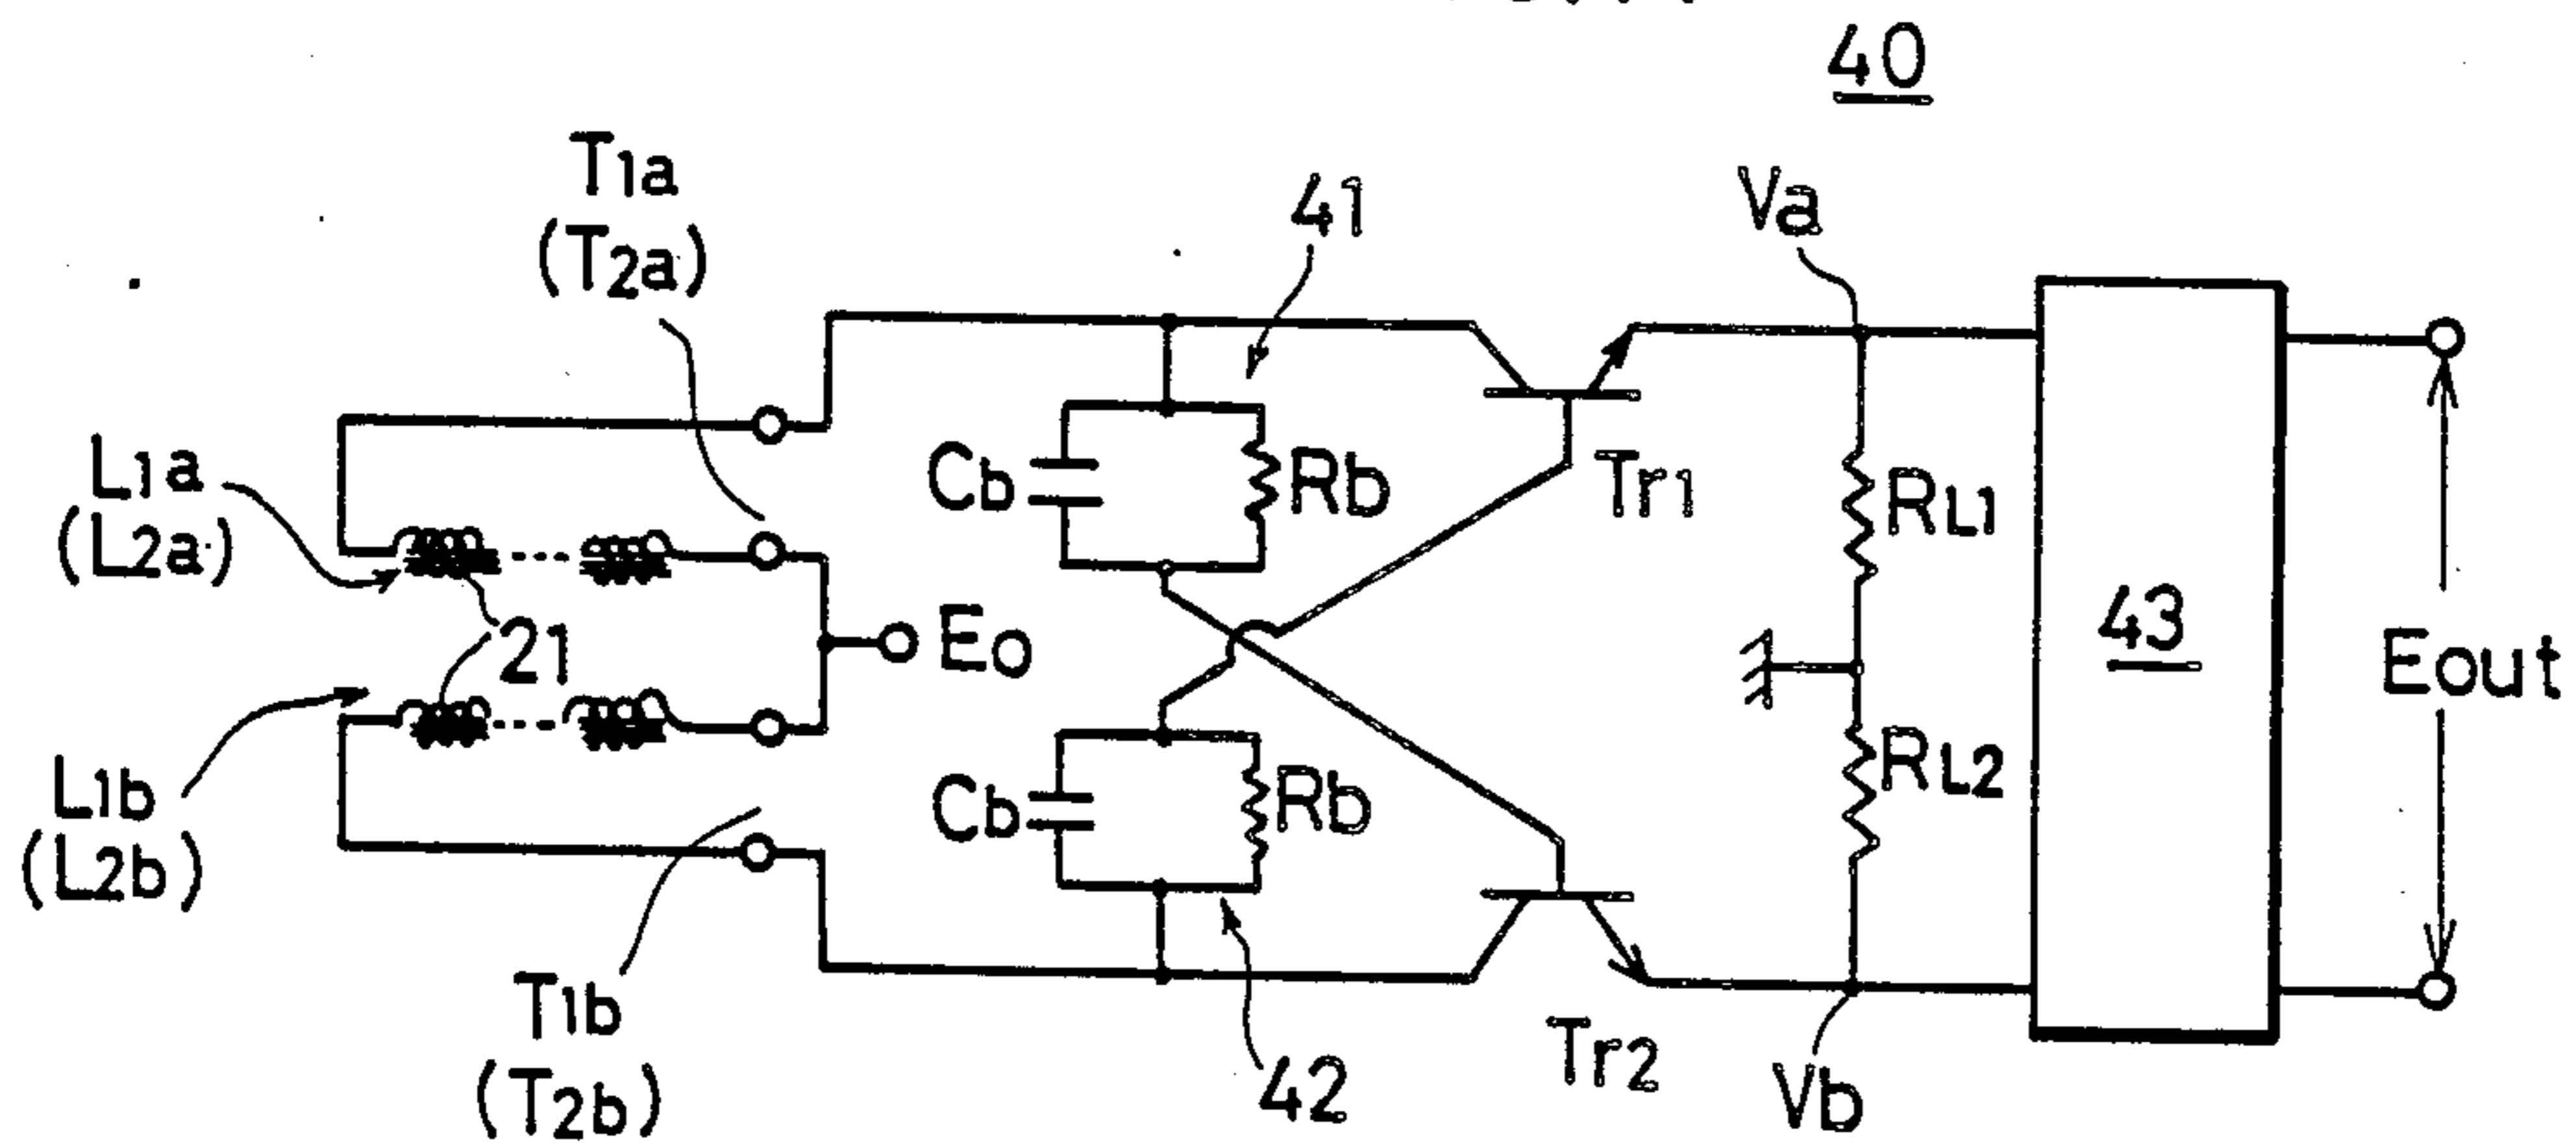 40
T1a
(T2a)
41
Va
L1a
(L2a)
Cb
Rb
Tr1
RL1
21
Eo
43
Eout
L1b
(L2b)
Cb
Rb
RL2
T1b
(T2b)
42
Tr2
Vb